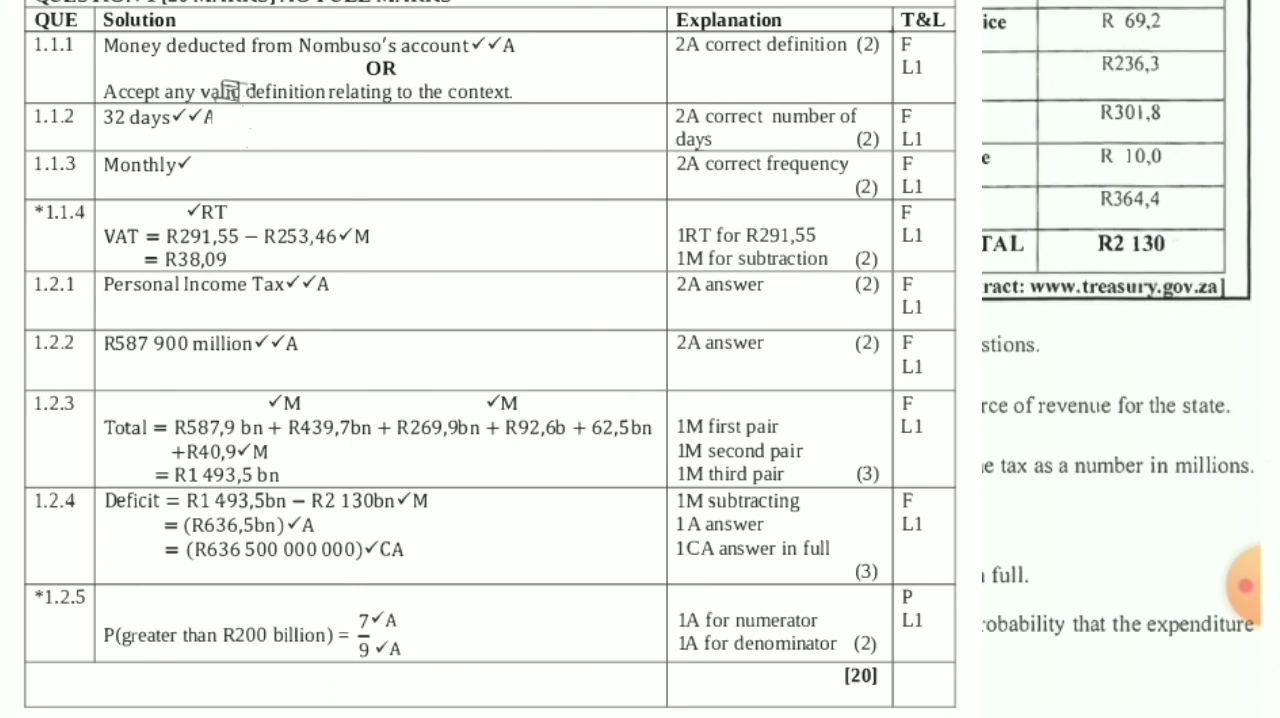 QUE Solution Explanation T&L
1.1.1 Money deducted from Nombuso's account✓✓A 2A correct definition (2) F
OR L1
Accept any valid definition relating to the context.
1.1.2 32 days✓✓A 2A correct number of F
days (2) L1
1.1.3 Monthly✓ 2A correct frequency F
(2) L1
*1.1.4 ✓RT F
VAT = R291,55 − R253,46✓M 1RT for R291,55 L1
= R38,09 1M for subtraction (2)
1.2.1 Personal Income Tax✓✓A 2A answer (2) F
L1
1.2.2 R587 900 million✓✓A 2A answer (2) F
L1
1.2.3 ✓M ✓M F
Total = R587,9 bn + R439,7bn + R269,9bn + R92,6b + 62,5bn 1M first pair L1
+R40,9✓M 1M second pair
= R1 493,5 bn 1M third pair (3)
1.2.4 Deficit = R1 493,5bn − R2 130bn✓M 1M subtracting F
= (R636,5bn)✓A 1A answer L1
= (R636 500 000 000)✓CA 1CA answer in full
(3)
*1.2.5 P
7✓A 1A for numerator L1
P(greater than R200 billion) =
9 ✓A 1A for denominator (2)
[20]
ice R 69,2
R236,3
R301,8
e R 10,0
R364,4
TAL R2 130
ract: www.treasury.gov.za]
stions.
rce of revenue for the state.
e tax as a number in millions.
full.
robability that the expenditure